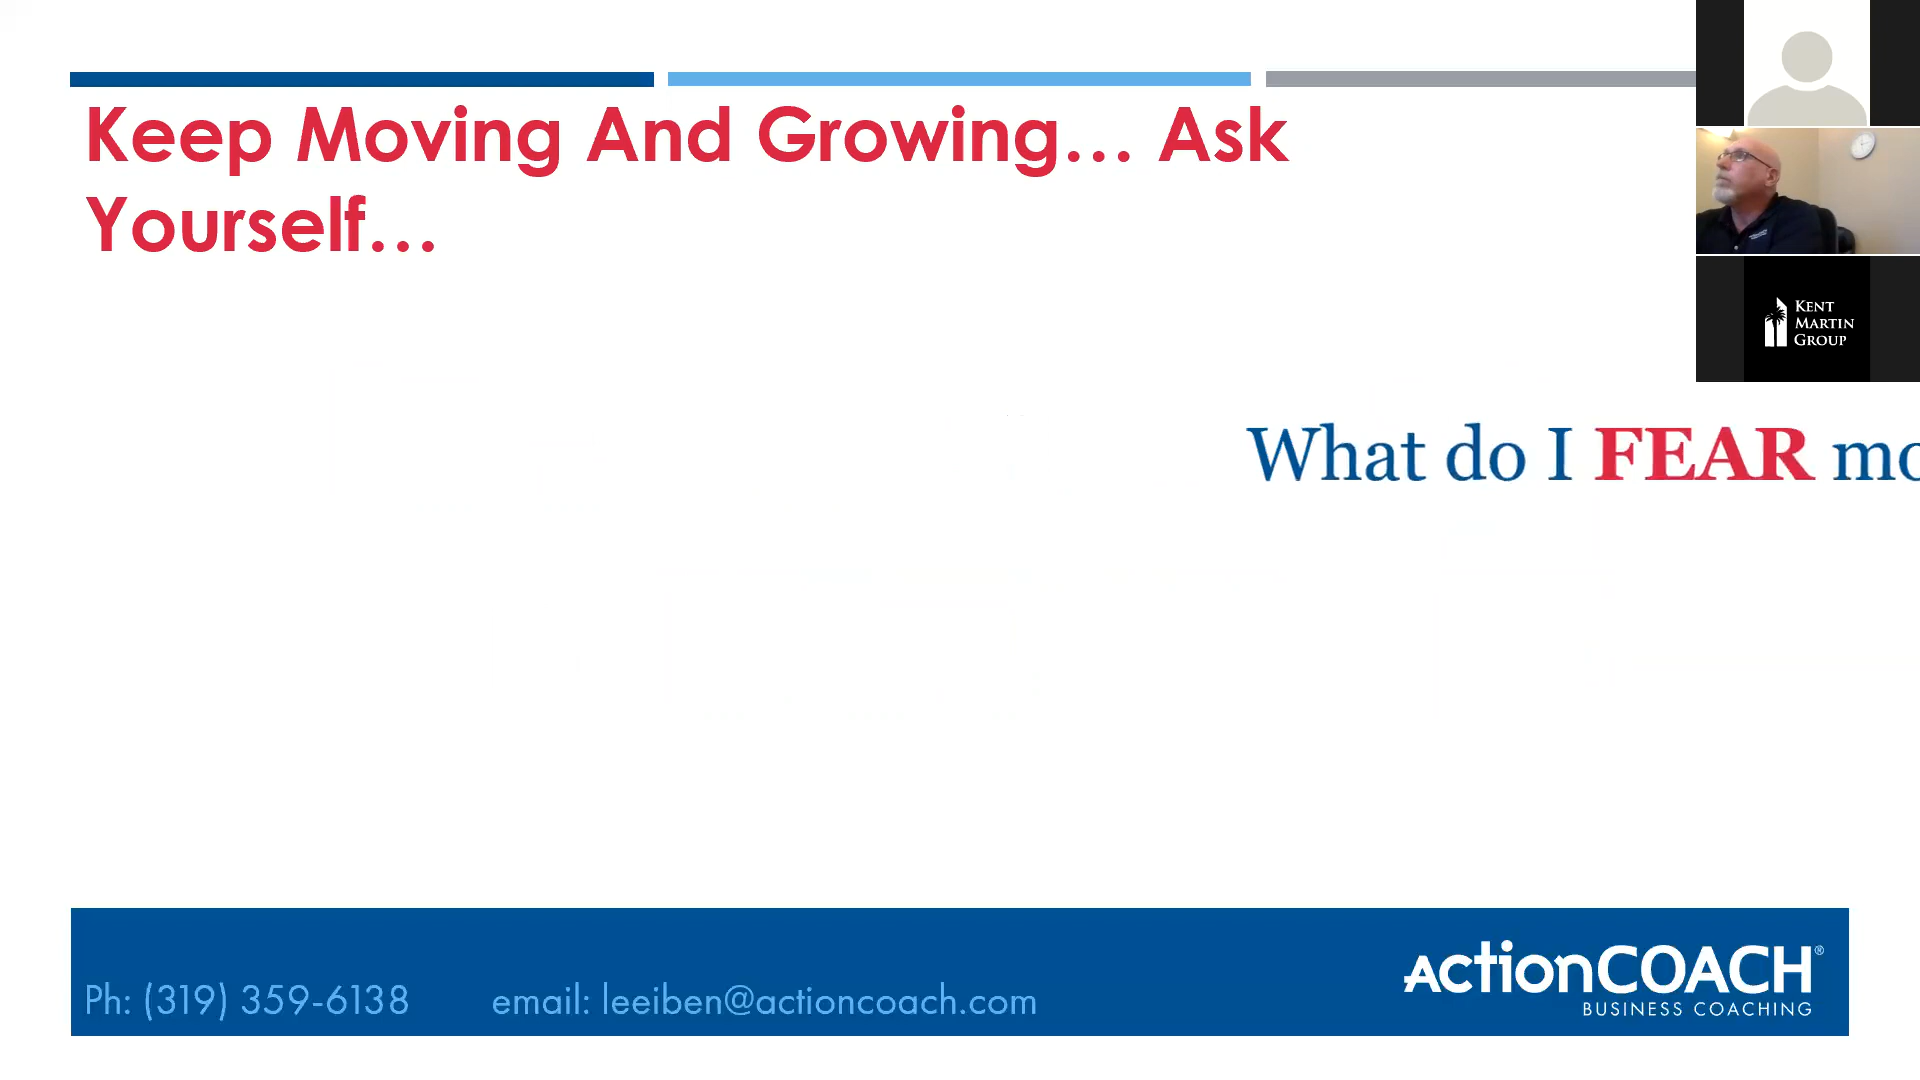 Keep Moving And Growing… Ask
Yourself…
KENT
MARTIN
GROUP
What do I FEAR mo
Ph: (319) 359-6138 email: leeiben@actioncoach.com
ActionCOACH®
BUSINESS COACHING